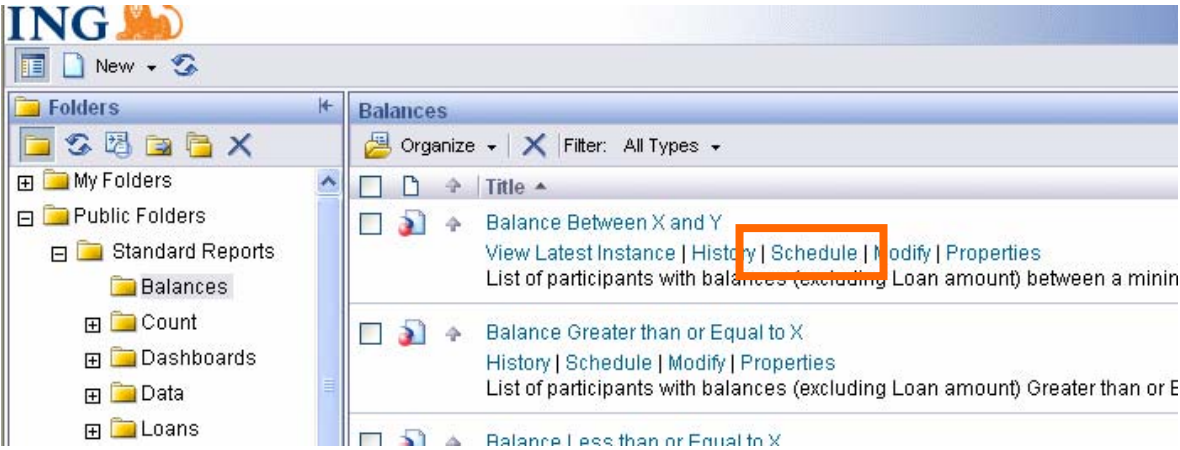 ING
New
Folders
Balances
Organize | Filter: All Types
My Folders
Title
Public Folders
Balance Between X and Y
Standard Reports
View Latest Instance | History | Schedule | Modify | Properties
List of participants with balances (excluding Loan amount) between a minin
Balances
Count
Balance Greater than or Equal to X
Dashboards
History | Schedule | Modify | Properties
Data
List of participants with balances (excluding Loan amount) Greater than or E
Loans
Balance Less than or Equal to X